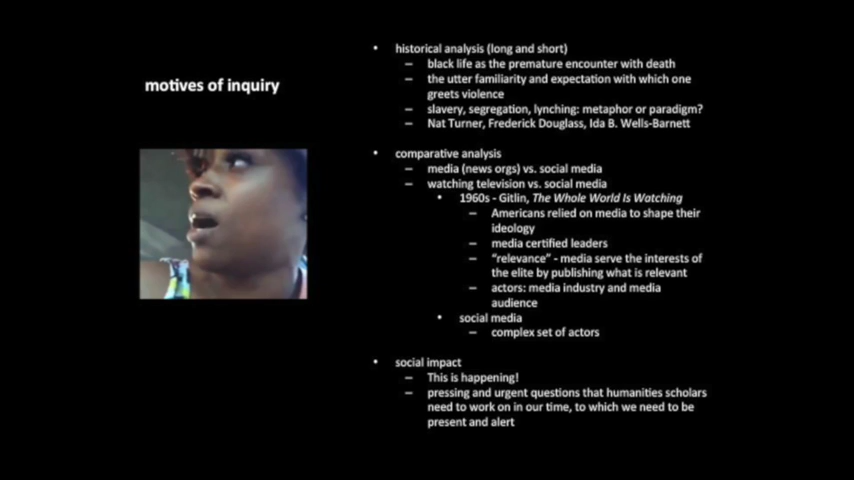 motives of inquiry
• historical analysis (long and short)
– black life as the premature encounter with death
– the utter familiarity and expectation with which one
greets violence
– slavery, segregation, lynching: metaphor or paradigm?
– Nat Turner, Frederick Douglass, Ida B. Wells-Barnett
• comparative analysis
– media (news orgs) vs. social media
– watching television vs. social media
• 1960s - Gitlin, The Whole World Is Watching
– Americans relied on media to shape their
ideology
– media certified leaders
– “relevance” - media serve the interests of
the elite by publishing what is relevant
– actors: media industry and media
audience
• social media
– complex set of actors
• social impact
– This is happening!
– pressing and urgent questions that humanities scholars
need to work on in our time, to which we need to be
present and alert